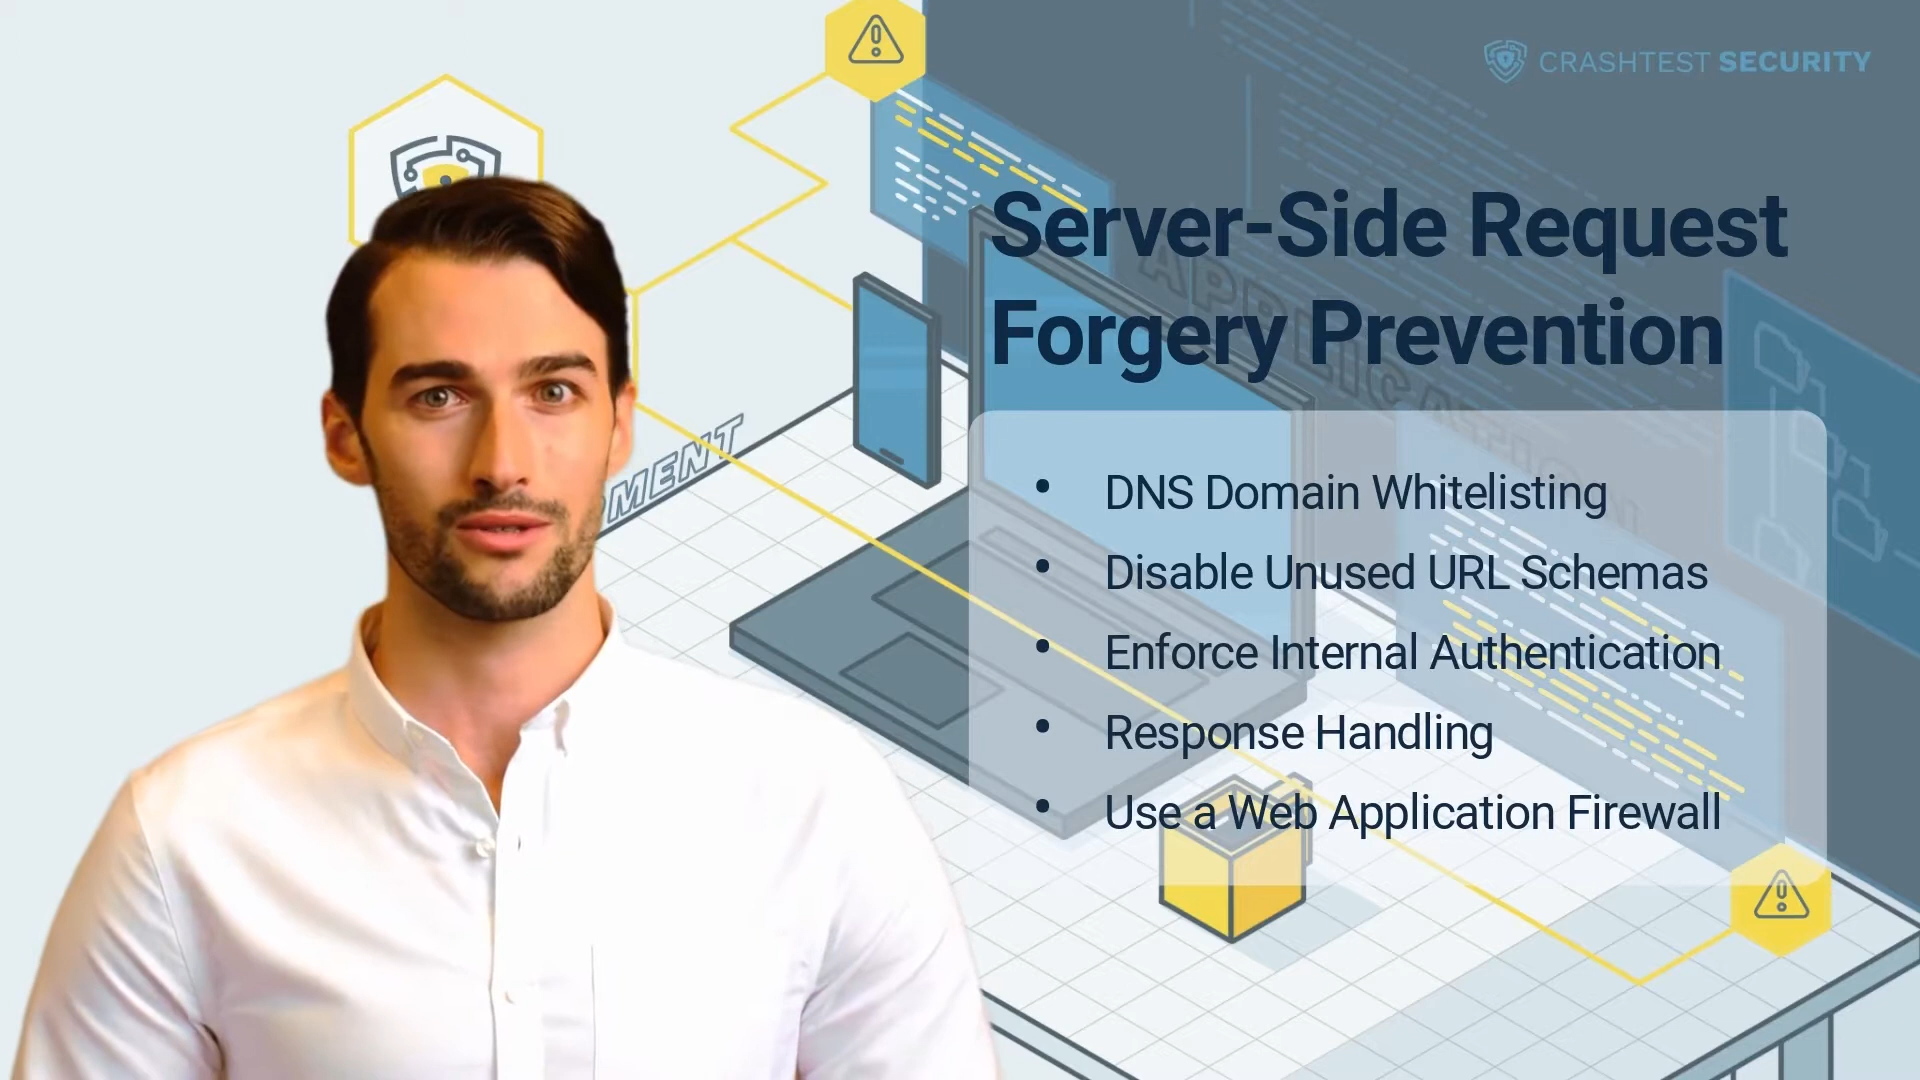 CRASHTEST SECURITY
Server-Side Request
Forgery Prevention
APPLICATION
MENT
• DNS Domain Whitelisting
• Disable Unused URL Schemas
• Enforce Internal Authentication
• Response Handling
• Use a Web Application Firewall